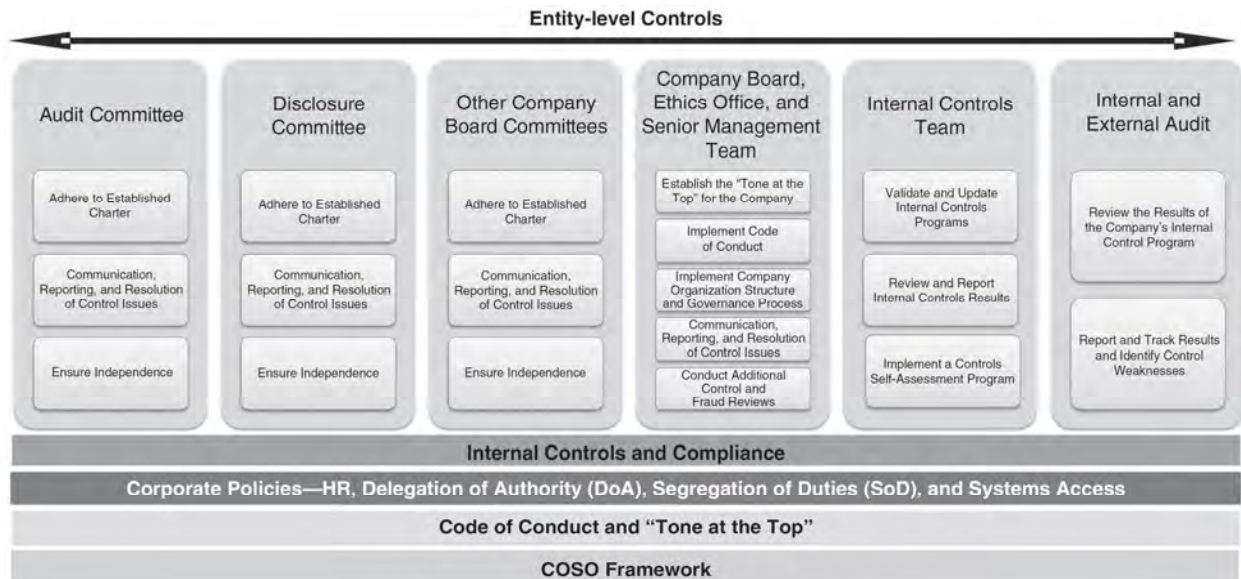 Entity-level Controls
Audit Committee
Adhere to Established
Charter
Communication,
Reporting, and Resolution
of Control Issues
Ensure Independence
Disclosure
Committee
Adhere to Established
Charter
Communication,
Reporting, and Resolution
of Control Issues
Ensure Independence
Other Company
Board Committees
Adhere to Established
Charter
Communication,
Reporting, and Resolution
of Control Issues
Ensure Independence
Company Board,
Ethics Office, and
Senior Management
Team
Establish the “Tone at the
Top” for the Company
Implement Code
of Conduct
Implement Company
Organization Structure
and Governance Process
Communication,
Reporting, and Resolution
of Control Issues
Conduct Additional
Control and
Fraud Reviews
Internal Controls
Team
Validate and Update
Internal Controls
Programs
Review and Report
Internal Controls Results
Implement a Controls
Self-Assessment Program
Internal and
External Audit
Review the Results of
the Company’s Internal
Control Program
Report and Track Results
and Identify Control
Weaknesses
Internal Controls and Compliance
Corporate Policies—HR, Delegation of Authority (DoA), Segregation of Duties (SoD), and Systems Access
Code of Conduct and “Tone at the Top”
COSO Framework